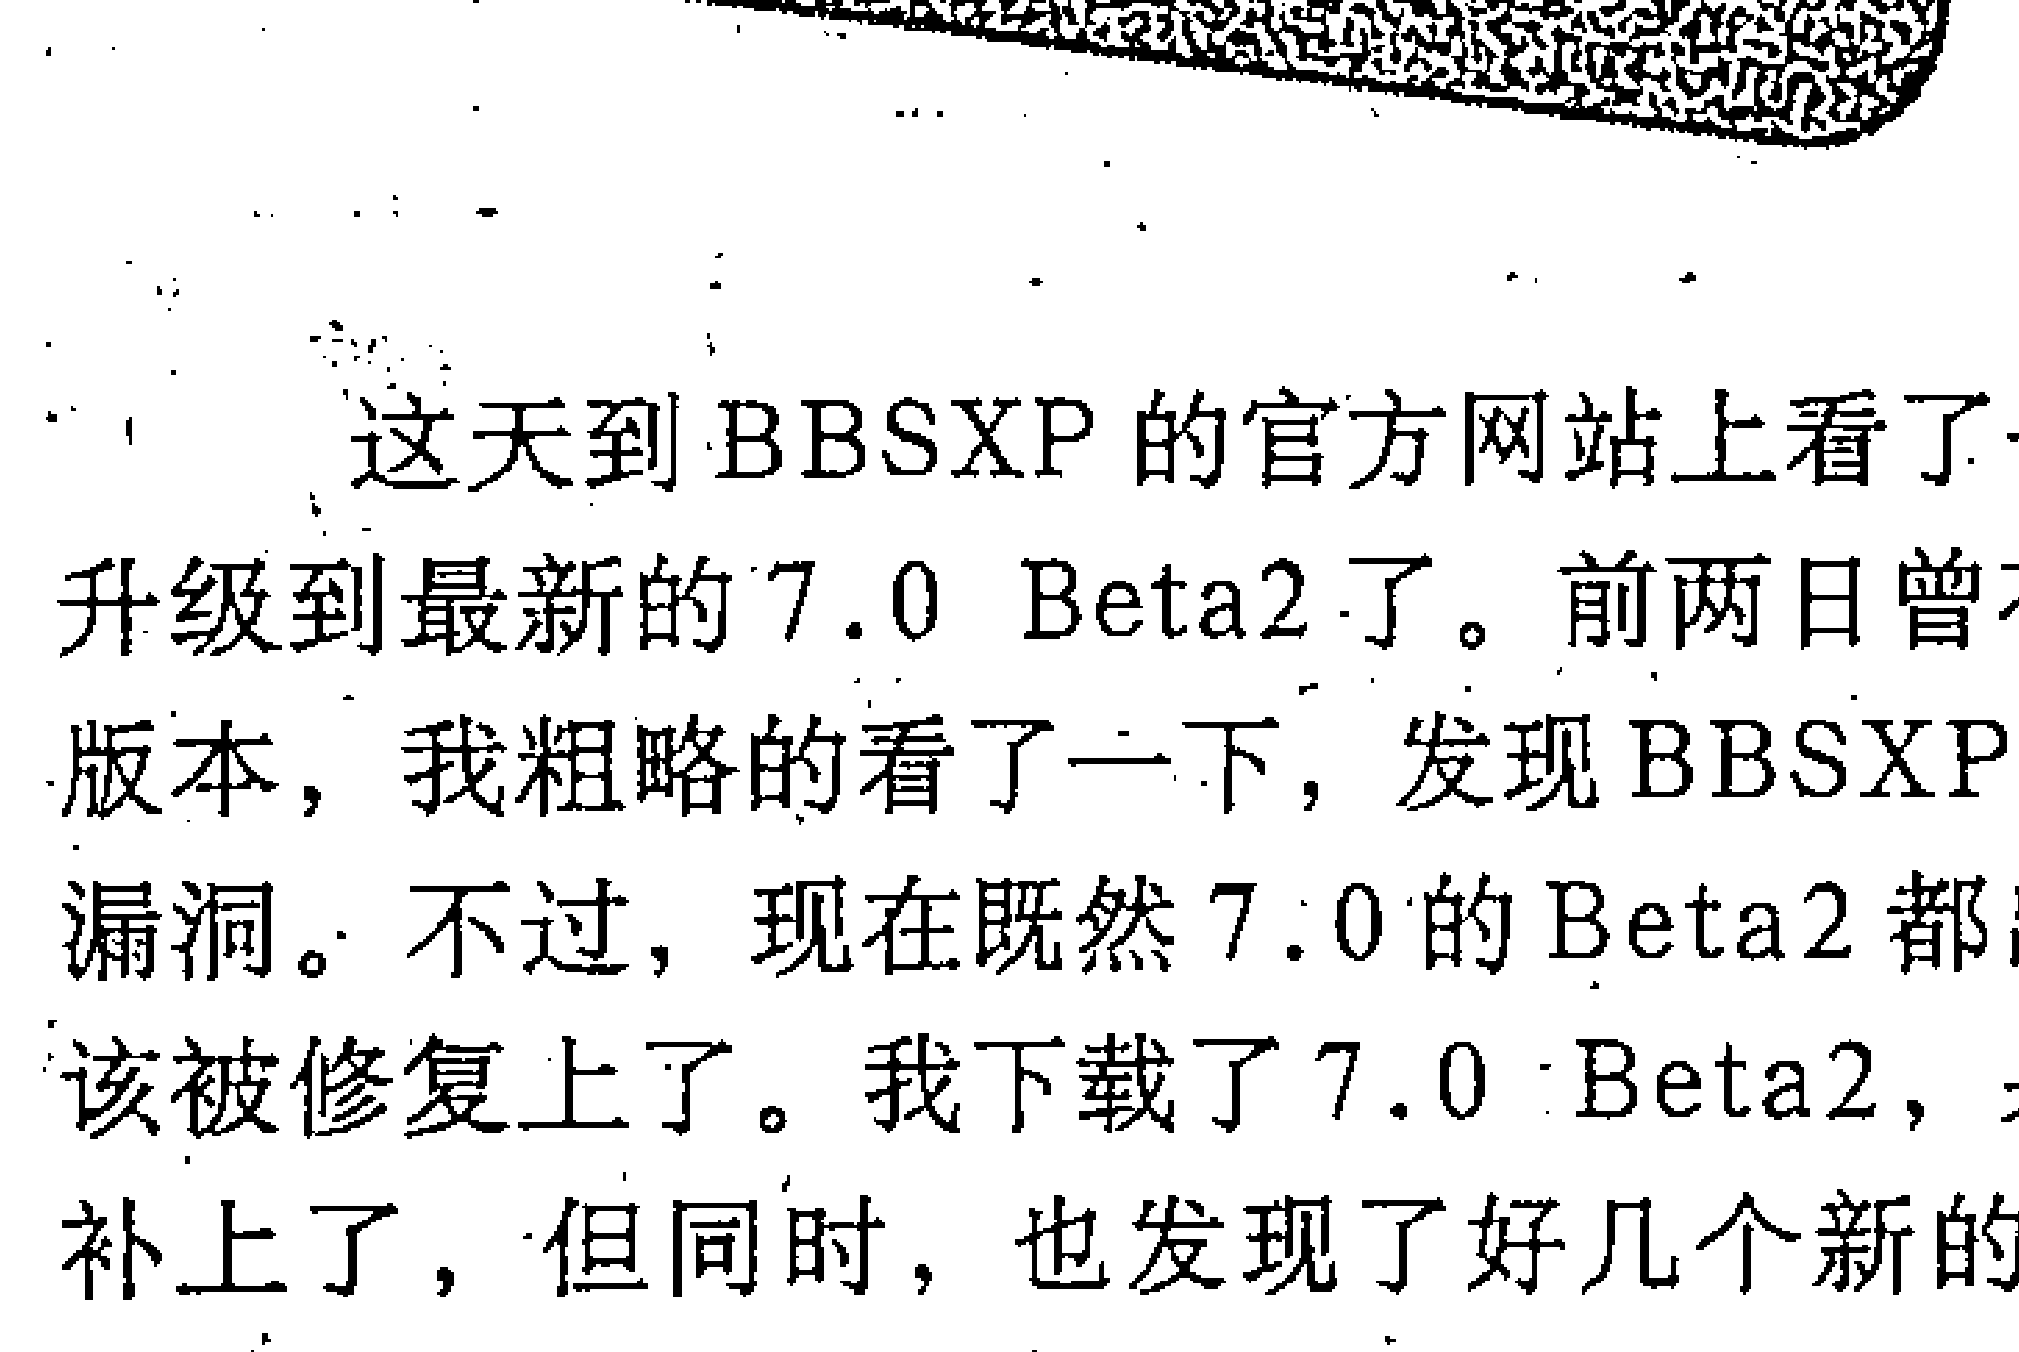 这天到BBSXP的官方网站上看了
升级到最新的7.0 Beta2了。前两日曾
版本，我粗略的看了一下，发现BBSXP
漏洞。不过，现在既然7.0的Beta2都
该被修复上了。我下载了7.0 Beta2，
补上了，但同时，也发现了好几个新的